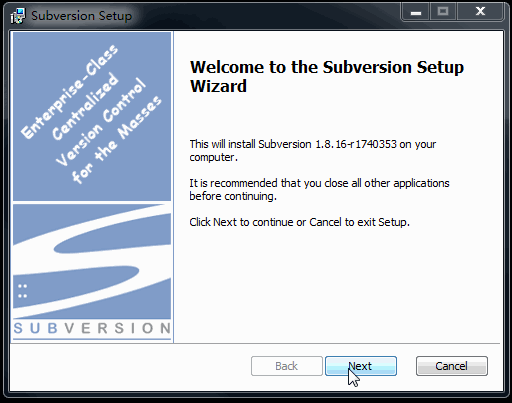 Subversion Setup
Enterprise-Class
Centralized
Version Control
for the Masses
SUBVERSION
Welcome to the Subversion Setup
Wizard
This will install Subversion 1.8.16-r1740353 on your
computer.
It is recommended that you close all other applications
before continuing.
Click Next to continue or Cancel to exit Setup.
Back
Next
Cancel